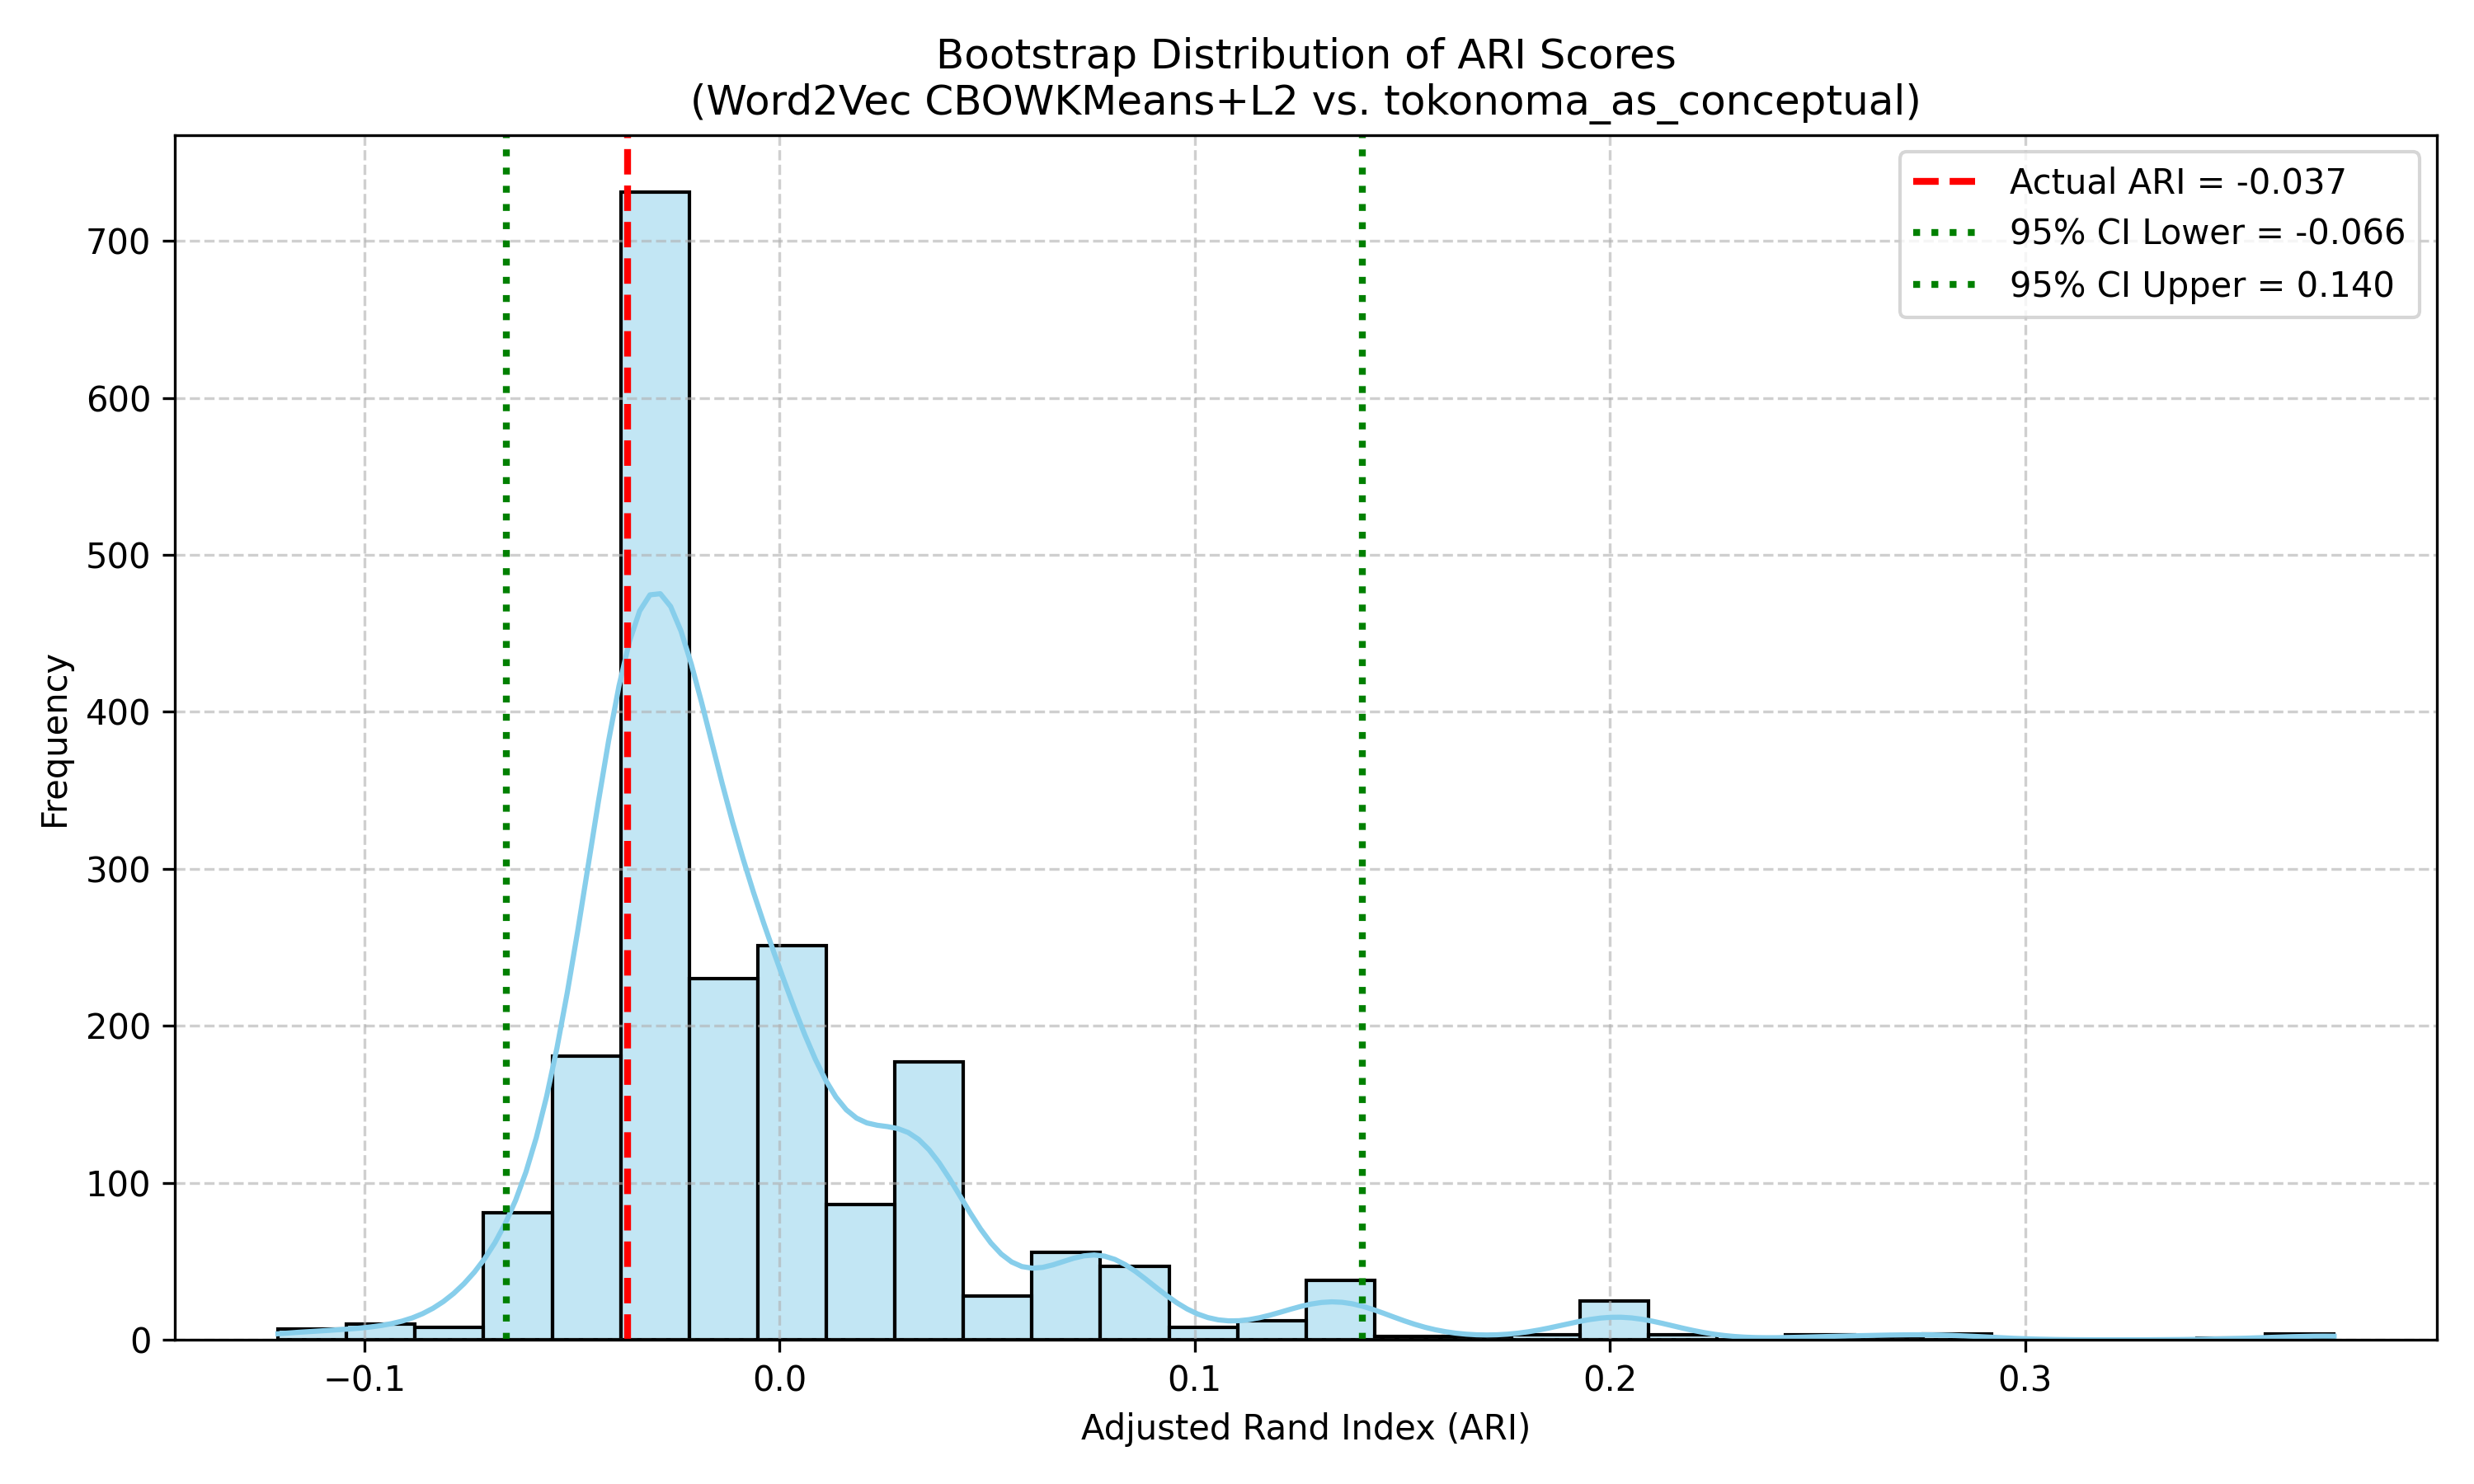 Bootstrap Distribution of ARI Scores
(Word2Vec CBOWKMeans+L2 vs. tokonoma_as_conceptual)
Actual ARI = -0.037
95% CI Lower = -0.066
95% CI Upper = 0.140
Frequency
700
600
500
400
300
200
100
0
−0.1 0.0 0.1 0.2 0.3
Adjusted Rand Index (ARI)